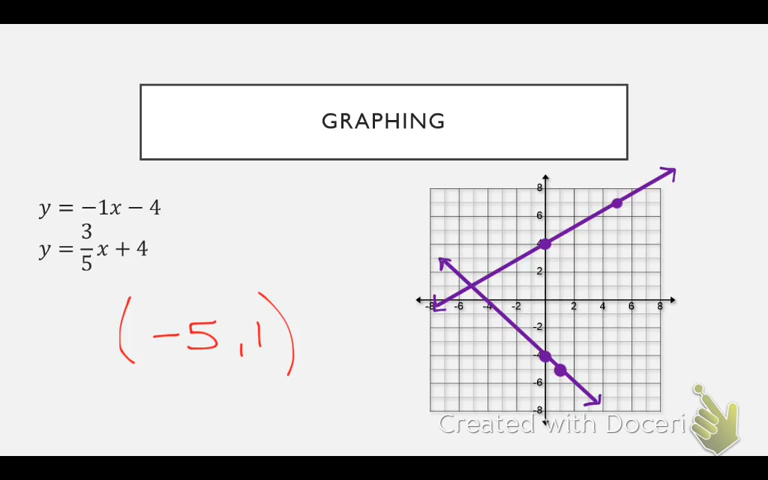 GRAPHING
y = −1x − 4
y = 3/5 x + 4
(−5, 1)
8
6
4
2
-8 -6 -4 -2 2 4 6 8
-2
-4
-6
-8
Created with Doceri